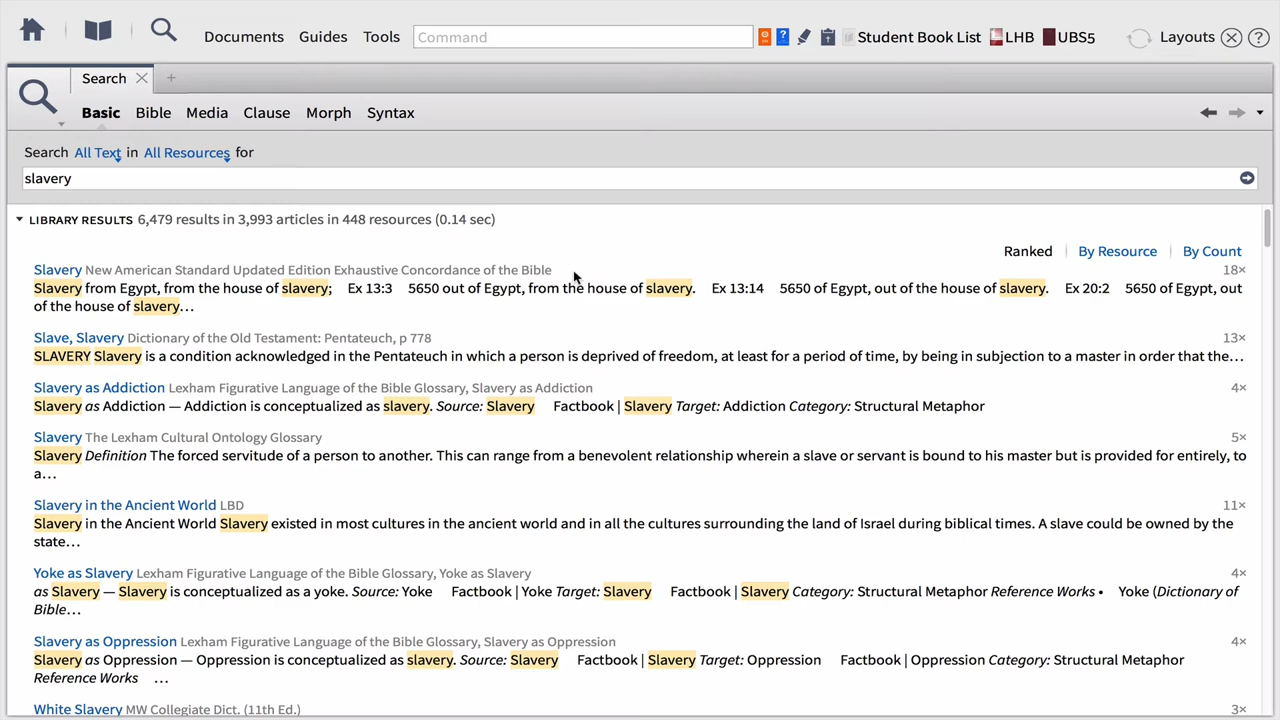 Documents Guides Tools Command Student Book List LHB UBS5 Layouts
Search
Basic Bible Media Clause Morph Syntax
Search All Text in All Resources for
slavery
LIBRARY RESULTS 6,479 results in 3,993 articles in 448 resources (0.14 sec)
Ranked By Resource By Count
Slavery New American Standard Updated Edition Exhaustive Concordance of the Bible 18×
Slavery from Egypt, from the house of slavery; Ex 13:3 5650 out of Egypt, from the house of slavery. Ex 13:14 5650 of Egypt, out of the house of slavery. Ex 20:2 5650 of Egypt, out
of the house of slavery…
Slave, Slavery Dictionary of the Old Testament: Pentateuch, p 778 13×
SLAVERY Slavery is a condition acknowledged in the Pentateuch in which a person is deprived of freedom, at least for a period of time, by being in subjection to a master in order that the…
Slavery as Addiction Lexham Figurative Language of the Bible Glossary, Slavery as Addiction 4×
Slavery as Addiction — Addiction is conceptualized as slavery. Source: Slavery Factbook | Slavery Target: Addiction Category: Structural Metaphor
Slavery The Lexham Cultural Ontology Glossary 5×
Slavery Definition The forced servitude of a person to another. This can range from a benevolent relationship wherein a slave or servant is bound to his master but is provided for entirely, to
a…
Slavery in the Ancient World LBD 11×
Slavery in the Ancient World Slavery existed in most cultures in the ancient world and in all the cultures surrounding the land of Israel during biblical times. A slave could be owned by the
state…
Yoke as Slavery Lexham Figurative Language of the Bible Glossary, Yoke as Slavery 4×
as Slavery — Slavery is conceptualized as a yoke. Source: Yoke Factbook | Yoke Target: Slavery Factbook | Slavery Category: Structural Metaphor Reference Works • Yoke (Dictionary of
Bible…
Slavery as Oppression Lexham Figurative Language of the Bible Glossary, Slavery as Oppression 4×
Slavery as Oppression — Oppression is conceptualized as slavery. Source: Slavery Factbook | Slavery Target: Oppression Factbook | Oppression Category: Structural Metaphor
Reference Works …
White Slavery MW Collegiate Dict. (11th Ed.) 3×